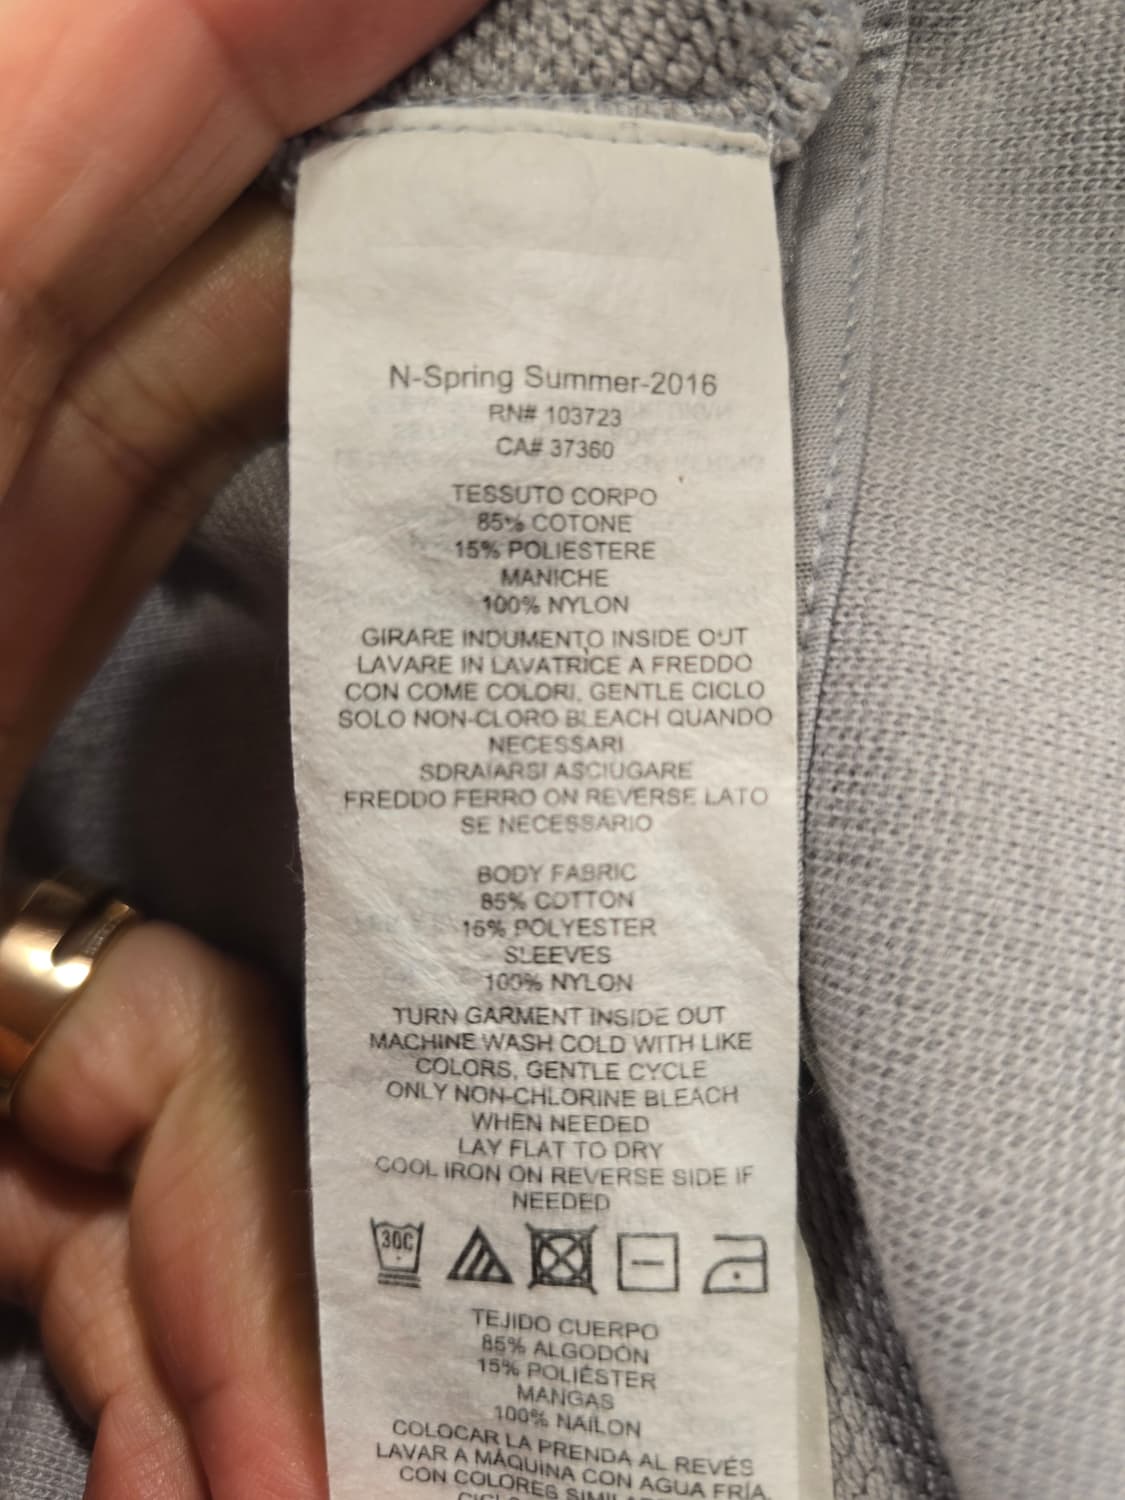 N-Spring Summer-2016
RN# 103723
CA# 37360
TESSUTO CORPO
85% COTONE
15% POLIESTERE
MANICHE
100% NYLON
GIRARE INDUMENTO INSIDE OUT
LAVARE IN LAVATRICE A FREDDO
CON COME COLORI, GENTLE CICLO
SOLO NON-CLORO BLEACH QUANDO
NECESSARI
SDRAIARSI ASCIUGARE
FREDDO FERRO ON REVERSE LATO
SE NECESSARIO
BODY FABRIC
85% COTTON
15% POLYESTER
SLEEVES
100% NYLON
TURN GARMENT INSIDE OUT
MACHINE WASH COLD WITH LIKE
COLORS, GENTLE CYCLE
ONLY NON-CHLORINE BLEACH
WHEN NEEDED
LAY FLAT TO DRY
COOL IRON ON REVERSE SIDE IF
NEEDED
30C
TEJIDO CUERPO
85% ALGODÓN
15% POLIÉSTER
MANGAS
100% NAILON
COLOCAR LA PRENDA AL REVÉS
LAVAR A MÁQUINA CON AGUA FRÍA,
CON COLORES